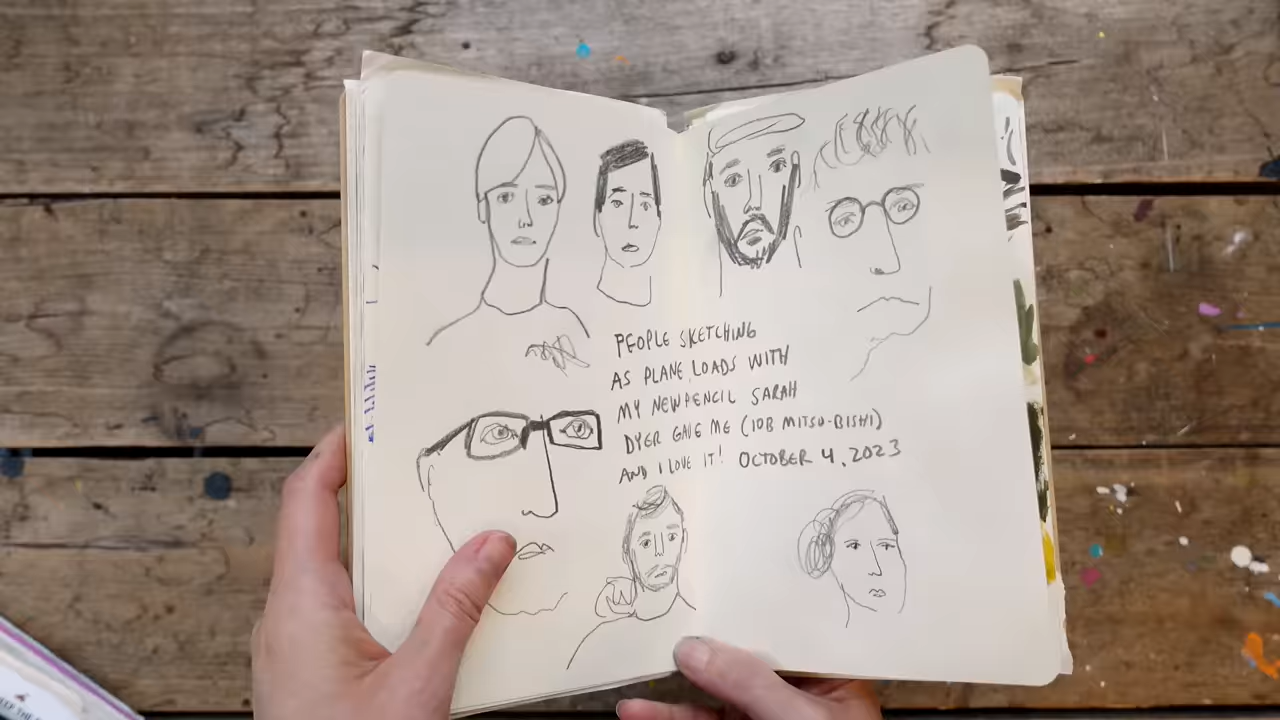 PEOPLE SKETCHING
AS PLANE LOADS WITH
MY NEW PENCIL SARAH
DYER GAVE ME (10B MITSU-BISHI)
AND I LOVE IT! OCTOBER 4, 2023